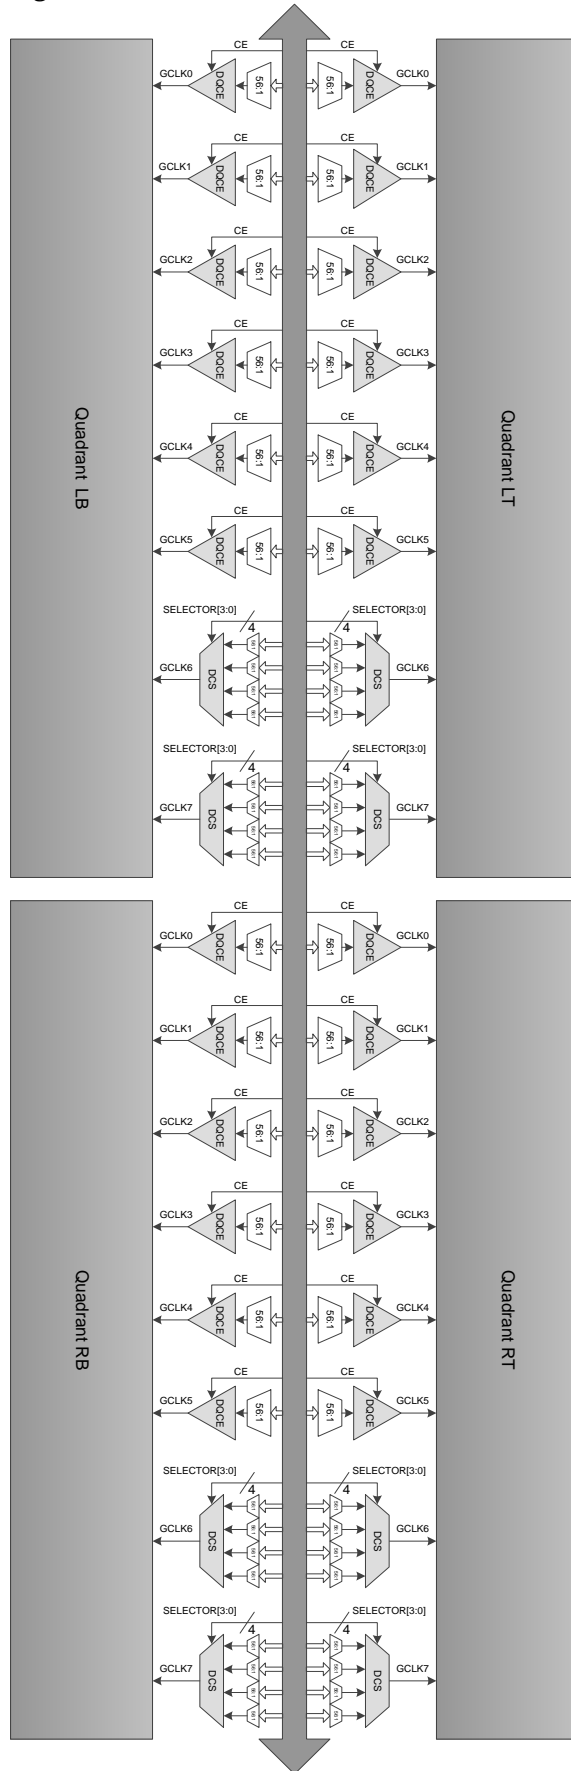 CE CE
GCLK0 DQCE 56:1 56:1 DQCE GCLK0
CE CE
GCLK1 DQCE 56:1 56:1 DQCE GCLK1
CE CE
GCLK2 DQCE 56:1 56:1 DQCE GCLK2
CE CE
GCLK3 DQCE 56:1 56:1 DQCE GCLK3
Quadrant LB
Quadrant LT
CE CE
GCLK4 DQCE 56:1 56:1 DQCE GCLK4
CE CE
GCLK5 DQCE 56:1 56:1 DQCE GCLK5
SELECTOR[3:0] SELECTOR[3:0]
4 4
GCLK6 DCS DCS GCLK6
SELECTOR[3:0] SELECTOR[3:0]
4 4
GCLK7 DCS DCS GCLK7
CE CE
GCLK0 DQCE 56:1 56:1 DQCE GCLK0
CE CE
GCLK1 DQCE 56:1 56:1 DQCE GCLK1
CE CE
GCLK2 DQCE 56:1 56:1 DQCE GCLK2
CE CE
GCLK3 DQCE 56:1 56:1 DQCE GCLK3
Quadrant RB
Quadrant RT
CE CE
GCLK4 DQCE 56:1 56:1 DQCE GCLK4
CE CE
GCLK5 DQCE 56:1 56:1 DQCE GCLK5
SELECTOR[3:0] SELECTOR[3:0]
4 4
GCLK6 DCS DCS GCLK6
SELECTOR[3:0] SELECTOR[3:0]
4 4
GCLK7 DCS DCS GCLK7